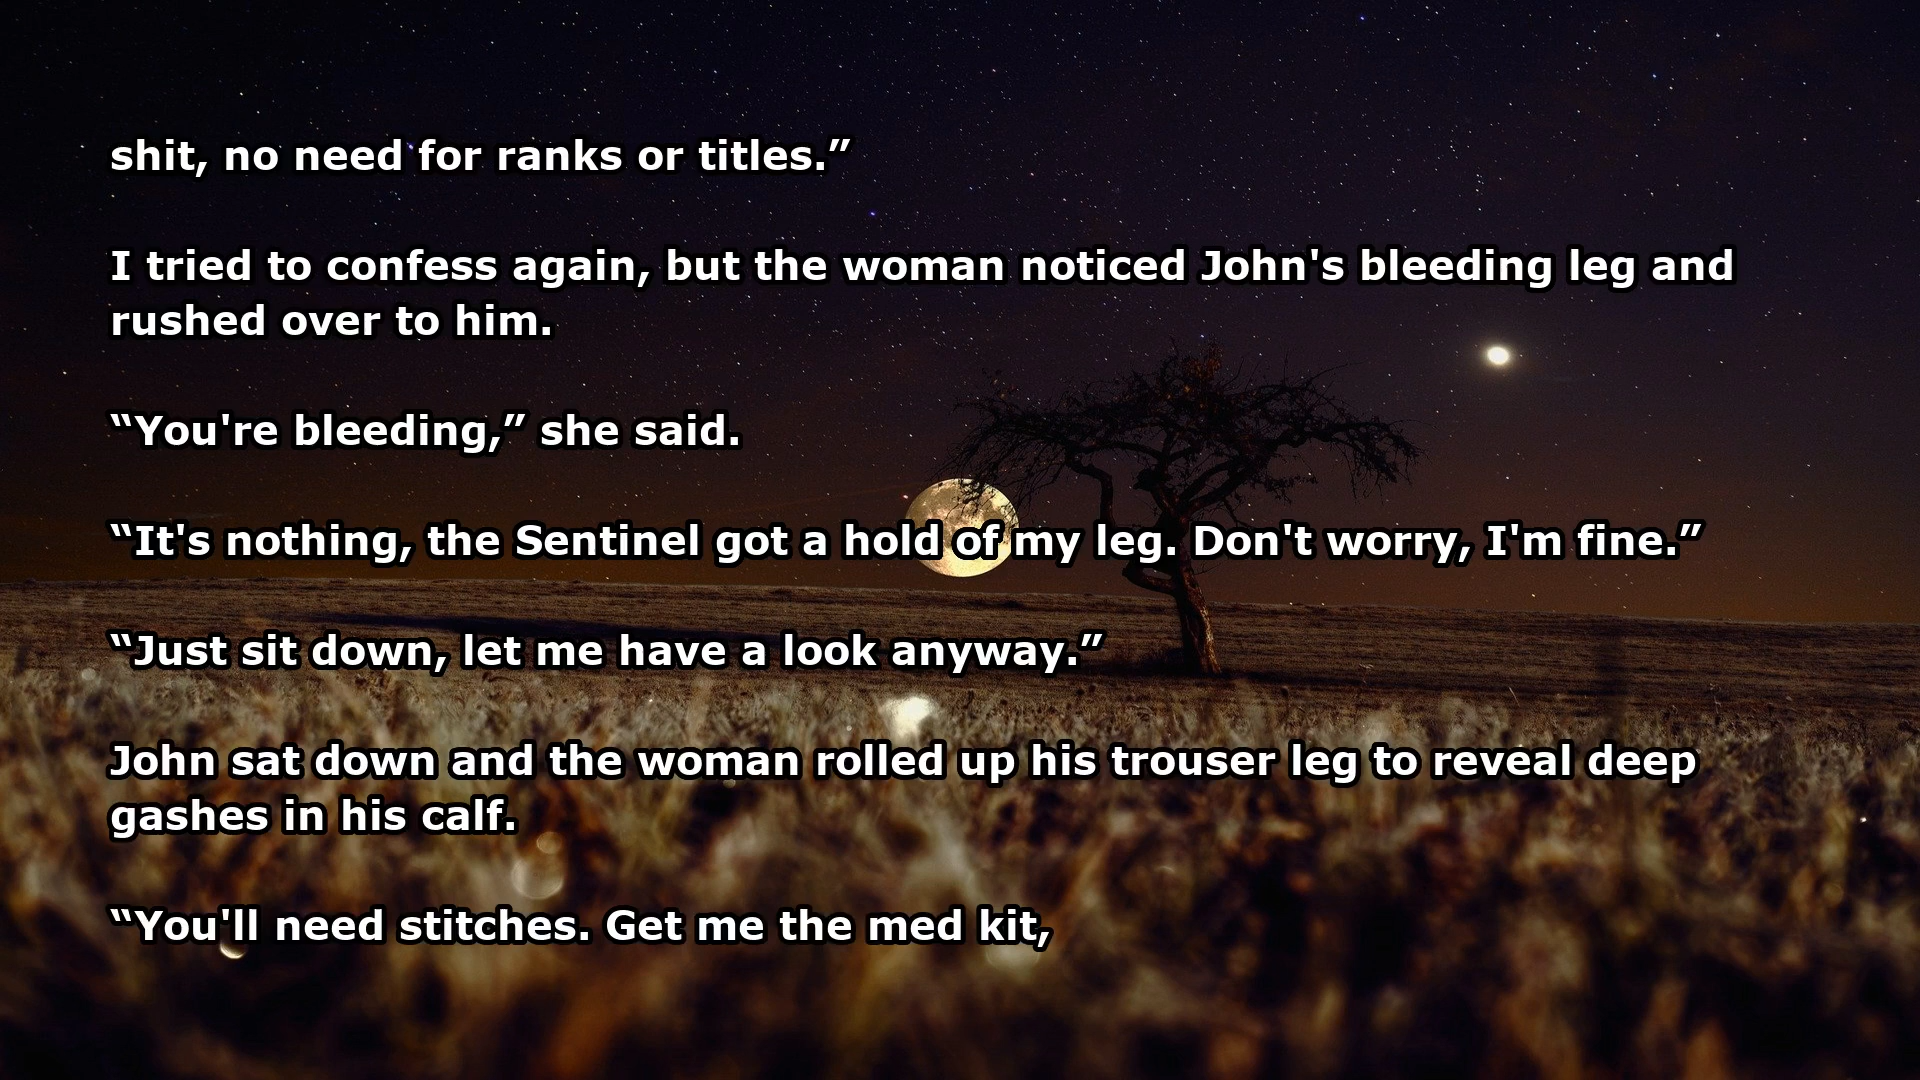 shit, no need for ranks or titles.”
I tried to confess again, but the woman noticed John's bleeding leg and
rushed over to him.
“You're bleeding,” she said.
“It's nothing, the Sentinel got a hold of my leg. Don't worry, I'm fine.”
“Just sit down, let me have a look anyway.”
John sat down and the woman rolled up his trouser leg to reveal deep
gashes in his calf.
“You'll need stitches. Get me the med kit,